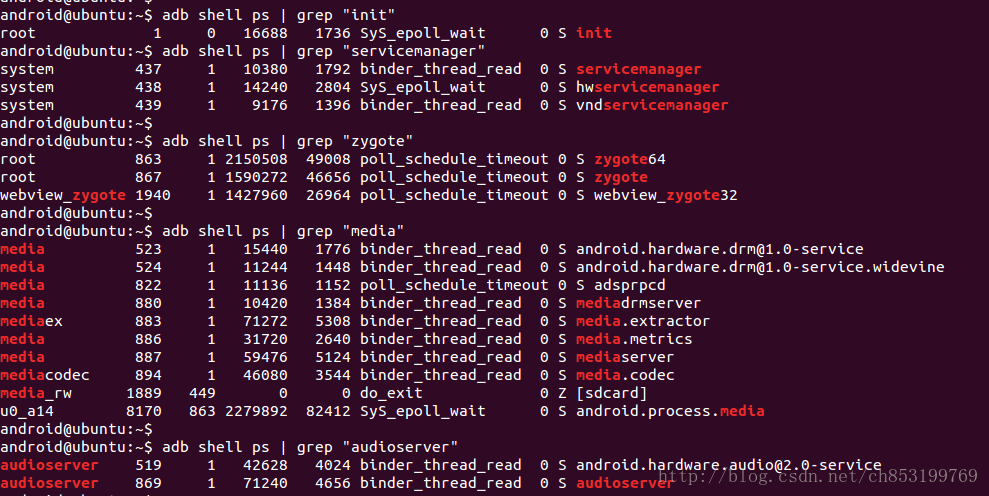 android@ubuntu:~$ adb shell ps | grep "init"
root 1 0 16688 1736 SyS_epoll_wait 0 S init
android@ubuntu:~$ adb shell ps | grep "servicemanager"
system 437 1 10380 1792 binder_thread_read 0 S servicemanager
system 438 1 14240 2804 SyS_epoll_wait 0 S hwservicemanager
system 439 1 9176 1396 binder_thread_read 0 S vndservicemanager
android@ubuntu:~$
android@ubuntu:~$ adb shell ps | grep "zygote"
root 863 1 2150508 49008 poll_schedule_timeout 0 S zygote64
root 867 1 1590272 46656 poll_schedule_timeout 0 S zygote
webview_zygote 1940 1 1427960 26964 poll_schedule_timeout 0 S webview_zygote32
android@ubuntu:~$
android@ubuntu:~$ adb shell ps | grep "media"
media 523 1 15440 1776 binder_thread_read 0 S android.hardware.drm@1.0-service
media 524 1 11244 1448 binder_thread_read 0 S android.hardware.drm@1.0-service.widevine
media 822 1 11136 1152 poll_schedule_timeout 0 S adsprpcd
media 880 1 10420 1384 binder_thread_read 0 S mediadrmserver
mediaex 883 1 71272 5308 binder_thread_read 0 S media.extractor
media 886 1 31720 2640 binder_thread_read 0 S media.metrics
media 887 1 59476 5124 binder_thread_read 0 S mediaserver
mediacodec 894 1 46080 3544 binder_thread_read 0 S media.codec
media_rw 1889 449 0 0 do_exit 0 Z [sdcard]
u0_a14 8170 863 2279892 82412 SyS_epoll_wait 0 S android.process.media
android@ubuntu:~$
android@ubuntu:~$ adb shell ps | grep "audioserver"
audioserver 519 1 42628 4024 binder_thread_read 0 S android.hardware.audio@2.0-service
audioserver 869 1 71240 4656 binder_thread_read 0 S audioserver
http://blog.csdn.net/ch853199769